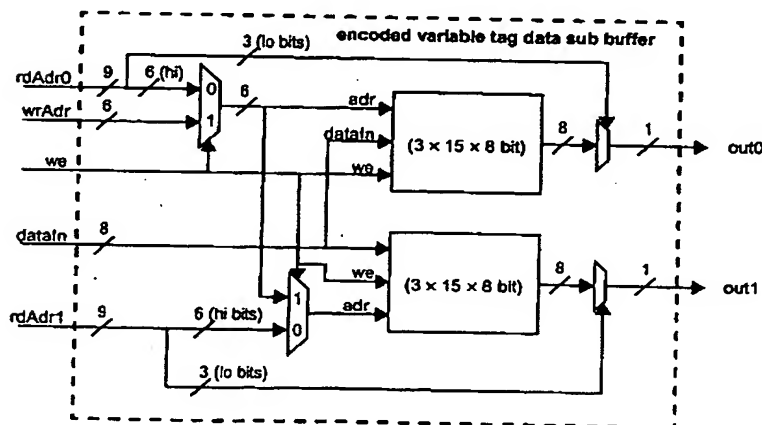 encoded variable tag data sub buffer
3 (lo bits)
rdAdr0
9
6 (hi)
0
6
adr
wrAdr
6
1
dataIn
(3 × 15 × 8 bit)
8
1
out0
we
we
dataIn
8
we
(3 × 15 × 8 bit)
8
1
out1
1
adr
rdAdr1
9
6 (hi bits)
0
3 (lo bits)